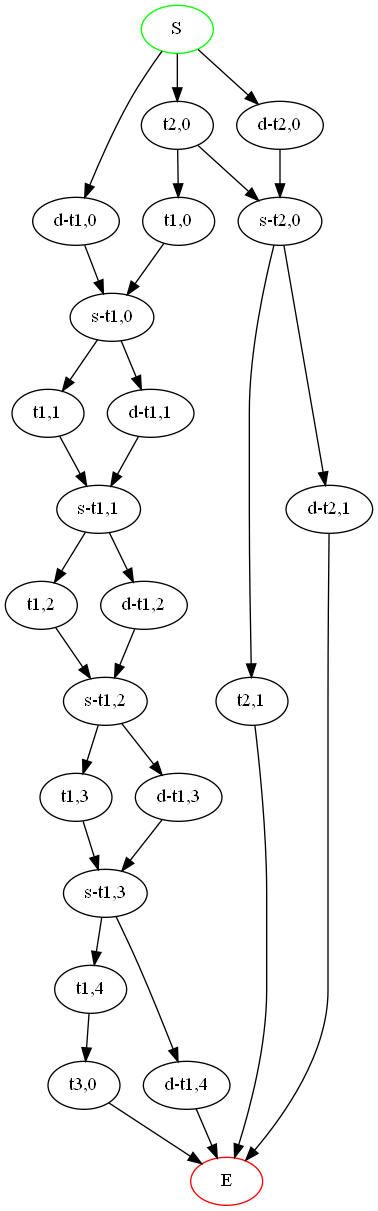 S
t2,0
d-t2,0
d-t1,0
t1,0
s-t2,0
s-t1,0
t1,1
d-t1,1
s-t1,1
d-t2,1
t1,2
d-t1,2
s-t1,2
t2,1
t1,3
d-t1,3
s-t1,3
t1,4
t3,0
d-t1,4
E